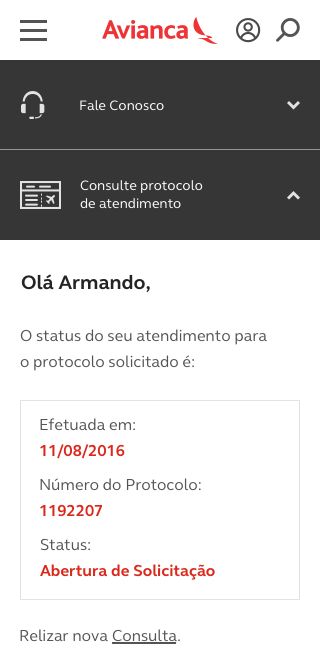 Avianca
Fale Conosco
Consulte protocolo
de atendimento
Olá Armando,
O status do seu atendimento para
o protocolo solicitado é:
Efetuada em:
11/08/2016
Número do Protocolo:
1192207
Status:
Abertura de Solicitação
Relizar nova Consulta.